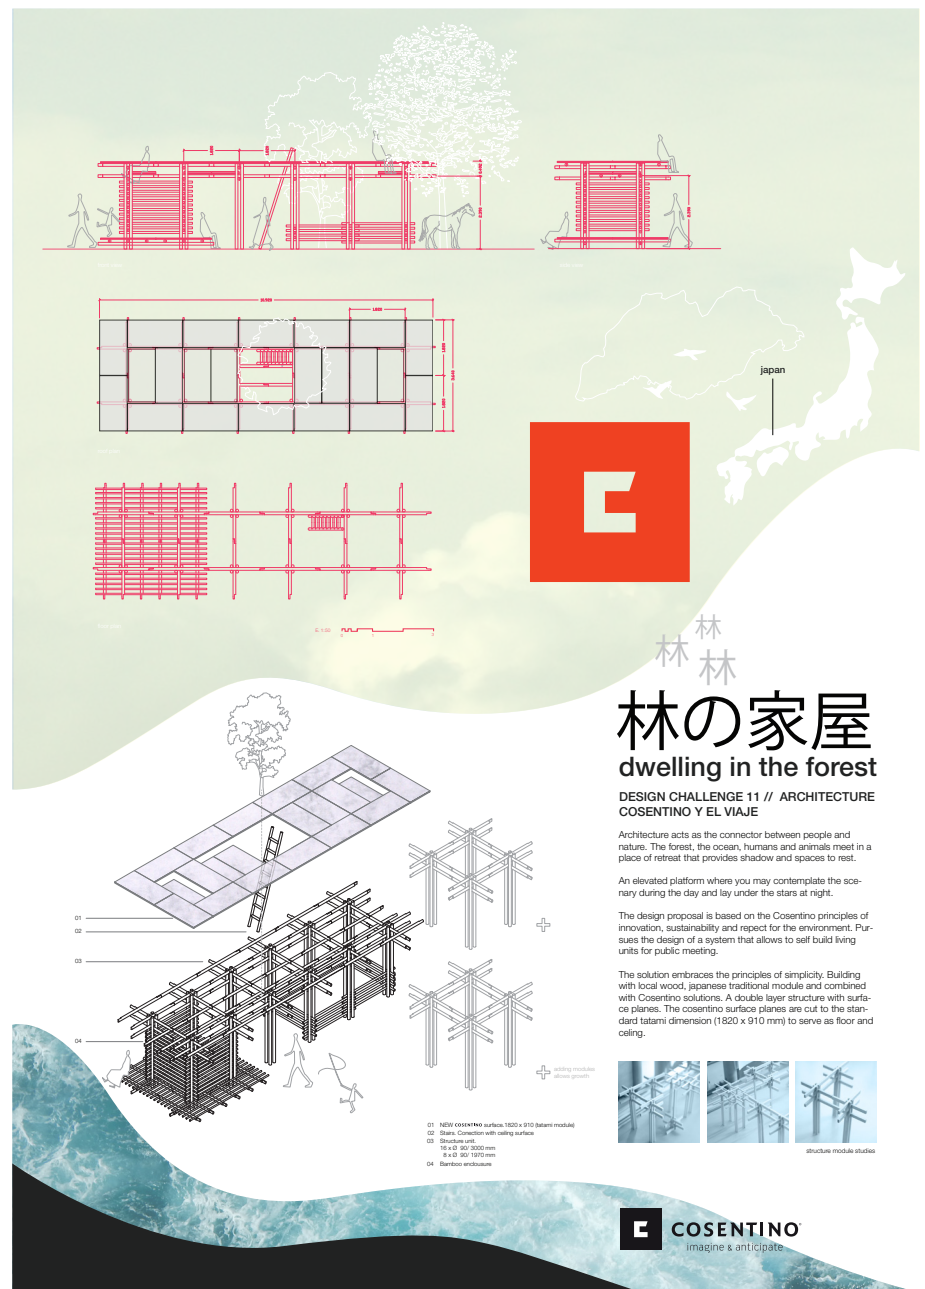 japan
林
林
林
林の家屋
dwelling in the forest
DESIGN CHALLENGE 11 // ARCHITECTURE
COSENTINO Y EL VIAJE
Architecture acts as the connector between people and
nature. The forest, the ocean, humans and animals meet in a
place of retreat that provides shadow and spaces to rest.
An elevated platform where you may contemplate the sce-
nary during the day and lay under the stars at night.
The design proposal is based on the Cosentino principles of
innovation, sustainability and repect for the environment. Pur-
sues the design of a system that allows to self build living
units for public meeting.
The solution embraces the principles of simplicity. Building
with local wood, japanese traditional module and combined
with Cosentino solutions. A double layer structure with surfa-
ce planes. The cosentino surface planes are cut to the stan-
dard tatami dimension (1820 x 910 mm) to serve as floor and
celing.
01
02
03
04
adding modules
allows growth
01 NEW COSENTINO surface.1820 x 910 (tatami module)
02 Stairs. Conection with ceiling surface
03 Structure unit.
16 x Ø 90/ 3000 mm
8 x Ø 90/ 1970 mm
04 Bamboo enclousure
structure module studies
COSENTINO
imagine & anticipate